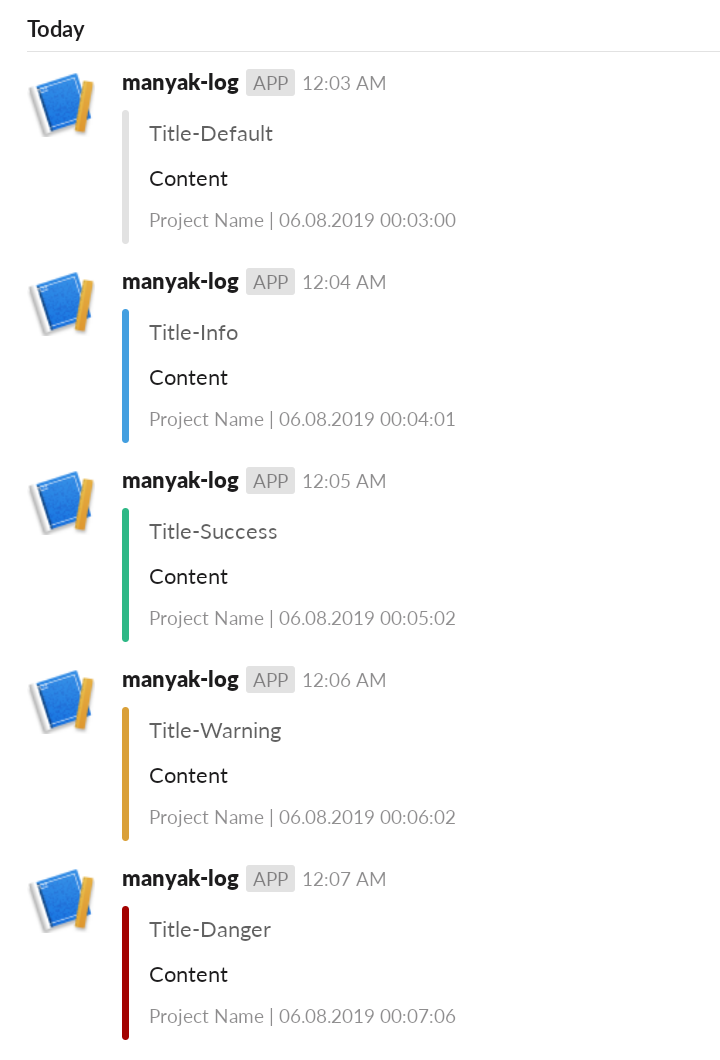 Today
manyak-log APP 12:03 AM
Title-Default
Content
Project Name | 06.08.2019 00:03:00
manyak-log APP 12:04 AM
Title-Info
Content
Project Name | 06.08.2019 00:04:01
manyak-log APP 12:05 AM
Title-Success
Content
Project Name | 06.08.2019 00:05:02
manyak-log APP 12:06 AM
Title-Warning
Content
Project Name | 06.08.2019 00:06:02
manyak-log APP 12:07 AM
Title-Danger
Content
Project Name | 06.08.2019 00:07:06